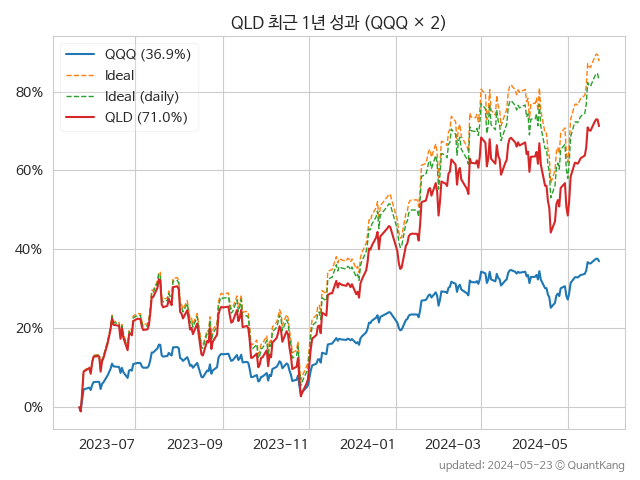 QLD 최근 1년 성과 (QQQ × 2)
QQQ (36.9%)
Ideal
Ideal (daily)
QLD (71.0%)
80%
60%
40%
20%
0%
2023-07 2023-09 2023-11 2024-01 2024-03 2024-05
updated: 2024-05-23 © QuantKang